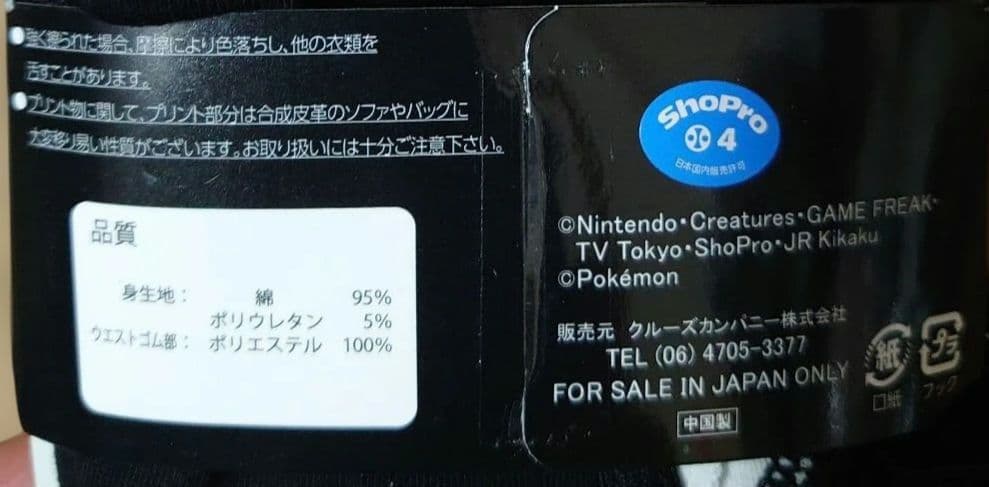 ●強く擦られた場合、摩擦により色落ちし、他の衣類を
汚すことがあります。
●プリント物に関して、プリント部分は合成皮革のソファやバッグに
大変移り易い性質がございます。お取り扱いには十分ご注意下さい。
品質
身生地： 綿 95%
ポリウレタン 5%
ウエストゴム部： ポリエステル 100%
ShoPro
4
日本国内販売許可
©Nintendo・Creatures・GAME FREAK・
TV Tokyo・ShoPro・JR Kikaku
©Pokémon
販売元 クルーズカンパニー株式会社
TEL (06) 4705-3377
FOR SALE IN JAPAN ONLY
紙 プラ
口紙 フック
中国製